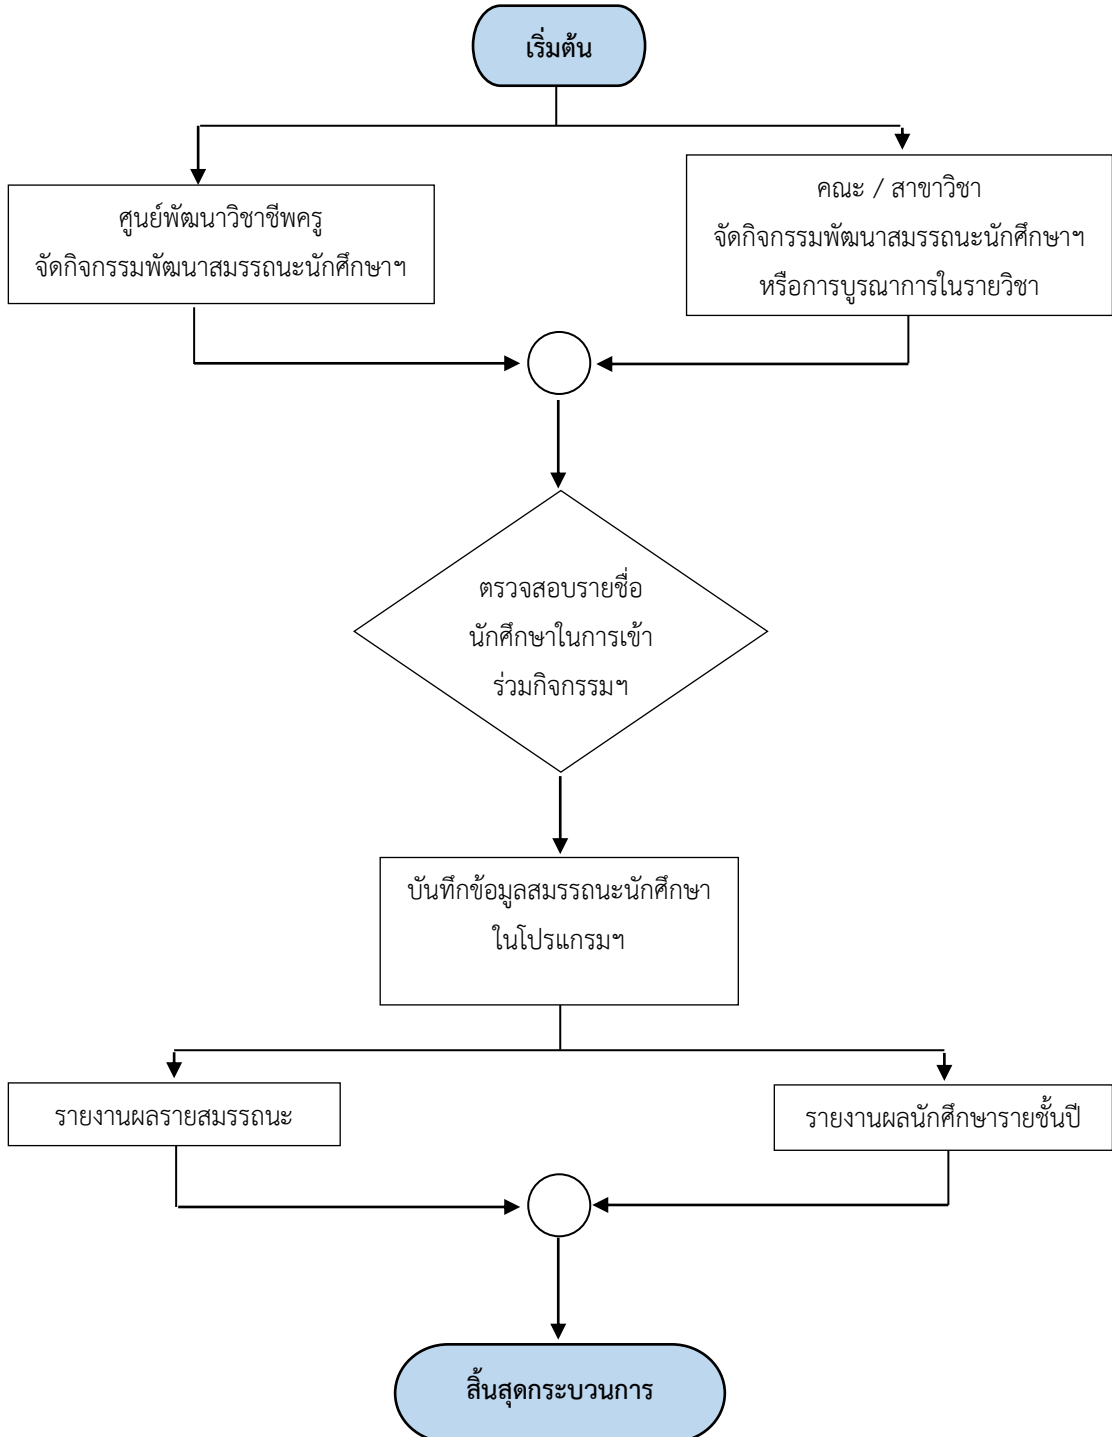 เริ่มต้น
ศูนย์พัฒนาวิชาชีพครู
จัดกิจกรรมพัฒนาสมรรถนะนักศึกษาฯ
คณะ / สาขาวิชา
จัดกิจกรรมพัฒนาสมรรถนะนักศึกษาฯ
หรือการบูรณาการในรายวิชา
ตรวจสอบรายชื่อ
นักศึกษาในการเข้า
ร่วมกิจกรรมฯ
บันทึกข้อมูลสมรรถนะนักศึกษา
ในโปรแกรมฯ
รายงานผลรายสมรรถนะ
รายงานผลนักศึกษารายชั้นปี
สิ้นสุดกระบวนการ